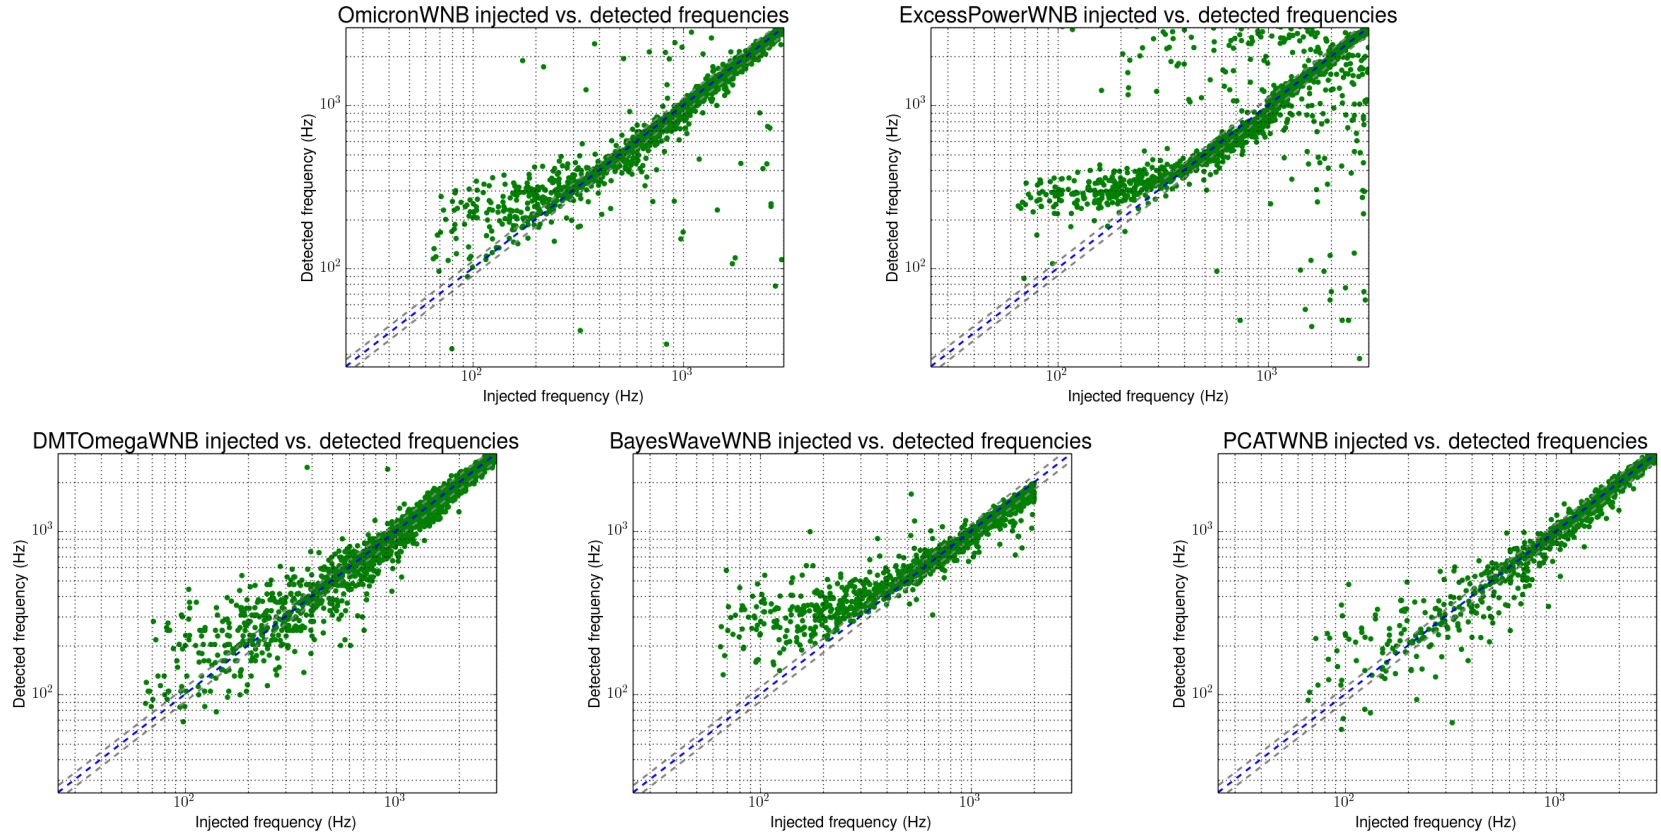 OmicronWNB injected vs. detected frequencies
Detected frequency (Hz)
10³
10²
10² 10³
Injected frequency (Hz)
ExcessPowerWNB injected vs. detected frequencies
Detected frequency (Hz)
10³
10²
10² 10³
Injected frequency (Hz)
DMTOmegaWNB injected vs. detected frequencies
Detected frequency (Hz)
10³
10²
10² 10³
Injected frequency (Hz)
BayesWaveWNB injected vs. detected frequencies
Detected frequency (Hz)
10³
10²
10² 10³
Injected frequency (Hz)
PCATWNB injected vs. detected frequencies
Detected frequency (Hz)
10³
10²
10² 10³
Injected frequency (Hz)